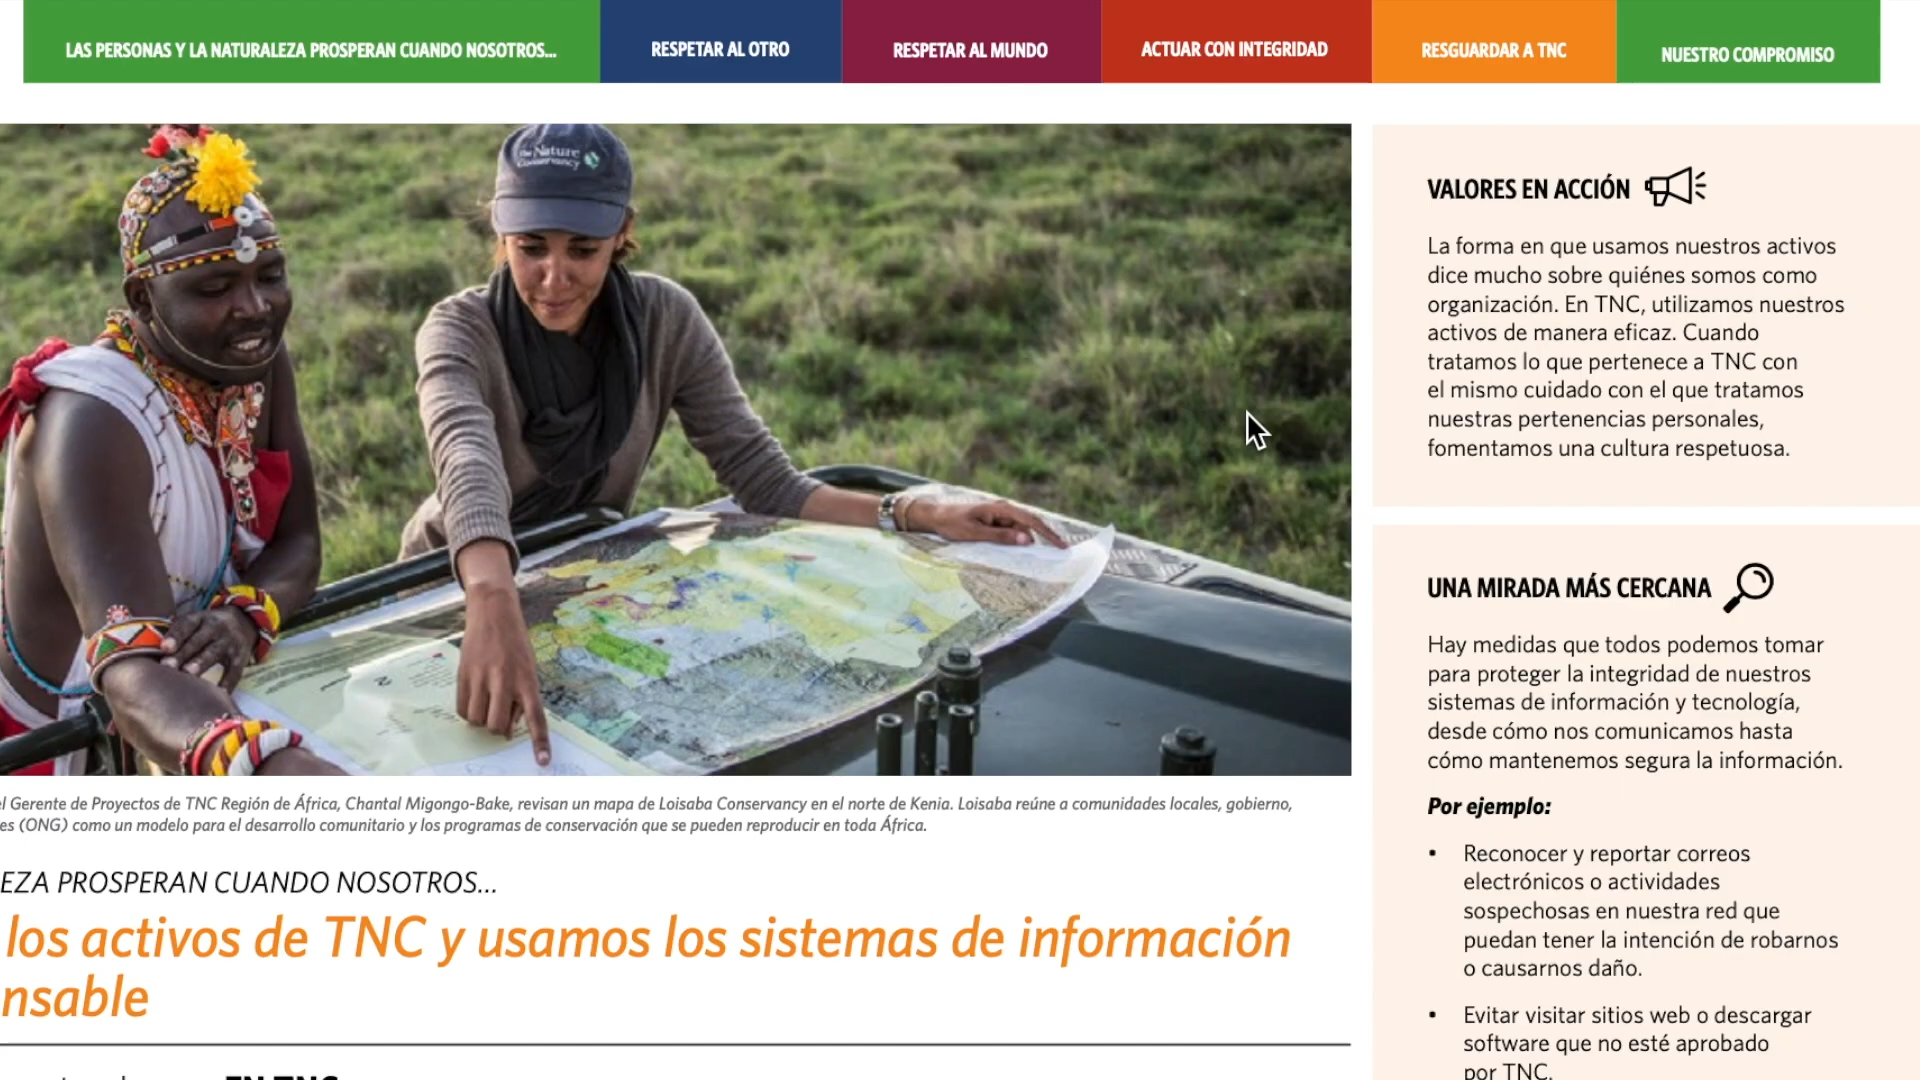 LAS PERSONAS Y LA NATURALEZA PROSPERAN CUANDO NOSOTROS...
RESPETAR AL OTRO
RESPETAR AL MUNDO
ACTUAR CON INTEGRIDAD
RESGUARDAR A TNC
NUESTRO COMPROMISO
The Nature
Conservancy
el Gerente de Proyectos de TNC Región de África, Chantal Migongo-Bake, revisan un mapa de Loisaba Conservancy en el norte de Kenia. Loisaba reúne a comunidades locales, gobierno,
es (ONG) como un modelo para el desarrollo comunitario y los programas de conservación que se pueden reproducir en toda África.
EZA PROSPERAN CUANDO NOSOTROS...
los activos de TNC y usamos los sistemas de información
nsable
EN TNC
VALORES EN ACCIÓN
La forma en que usamos nuestros activos
dice mucho sobre quiénes somos como
organización. En TNC, utilizamos nuestros
activos de manera eficaz. Cuando
tratamos lo que pertenece a TNC con
el mismo cuidado con el que tratamos
nuestras pertenencias personales,
fomentamos una cultura respetuosa.
UNA MIRADA MÁS CERCANA
Hay medidas que todos podemos tomar
para proteger la integridad de nuestros
sistemas de información y tecnología,
desde cómo nos comunicamos hasta
cómo mantenemos segura la información.
Por ejemplo:
• Reconocer y reportar correos
electrónicos o actividades
sospechosas en nuestra red que
puedan tener la intención de robarnos
o causarnos daño.
• Evitar visitar sitios web o descargar
software que no esté aprobado
por TNC.